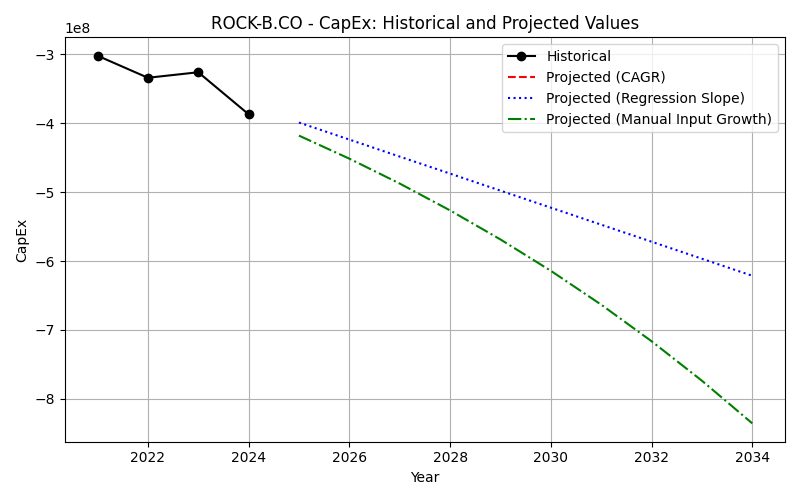 ROCK-B.CO - CapEx: Historical and Projected Values
1e8
−3
−4
−5
−6
−7
−8
CapEx
Historical
Projected (CAGR)
Projected (Regression Slope)
Projected (Manual Input Growth)
2022
2024
2026
2028
2030
2032
2034
Year